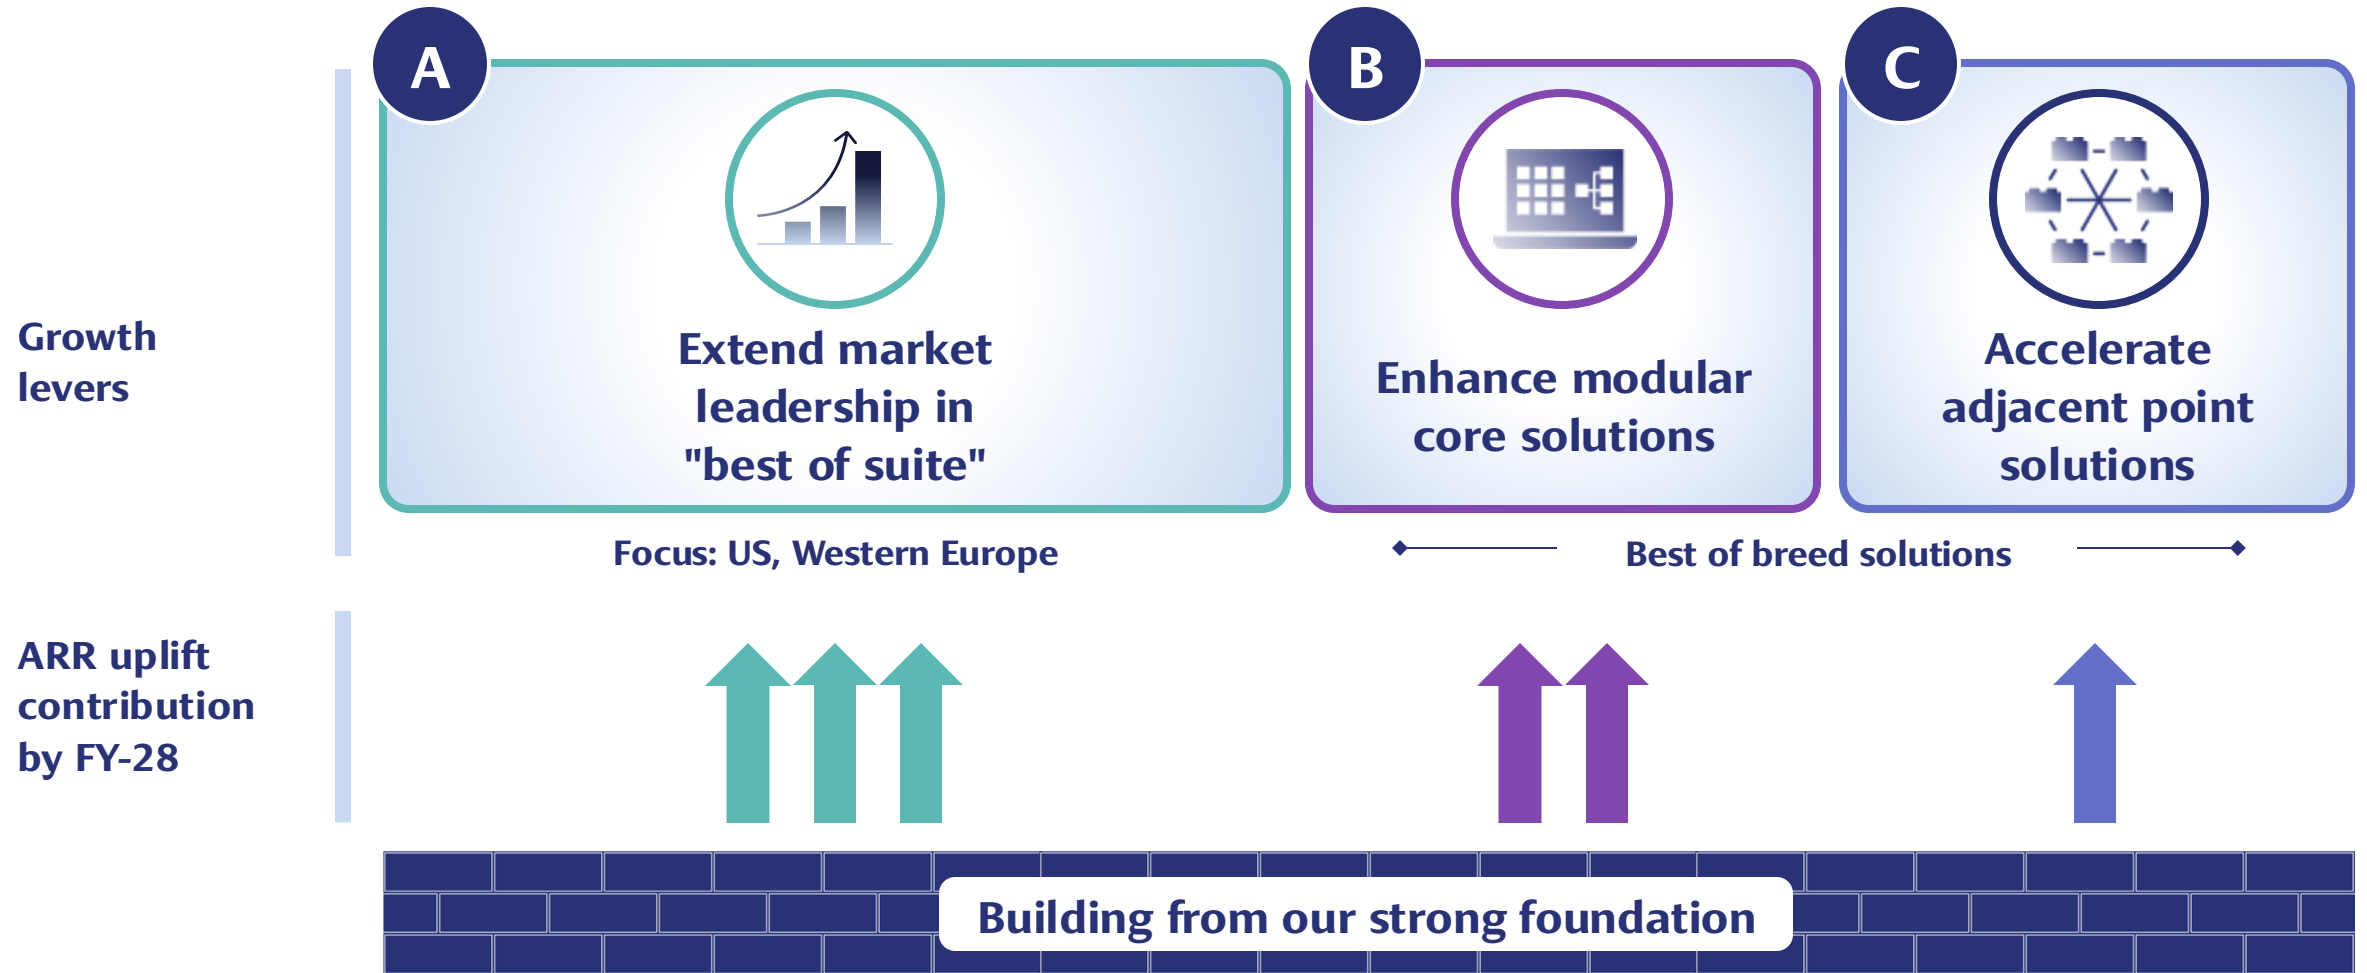 A
B
C
Growth
levers
Extend market
leadership in
"best of suite"
Enhance modular
core solutions
Accelerate
adjacent point
solutions
Focus: US, Western Europe
Best of breed solutions
ARR uplift
contribution
by FY-28
Building from our strong foundation